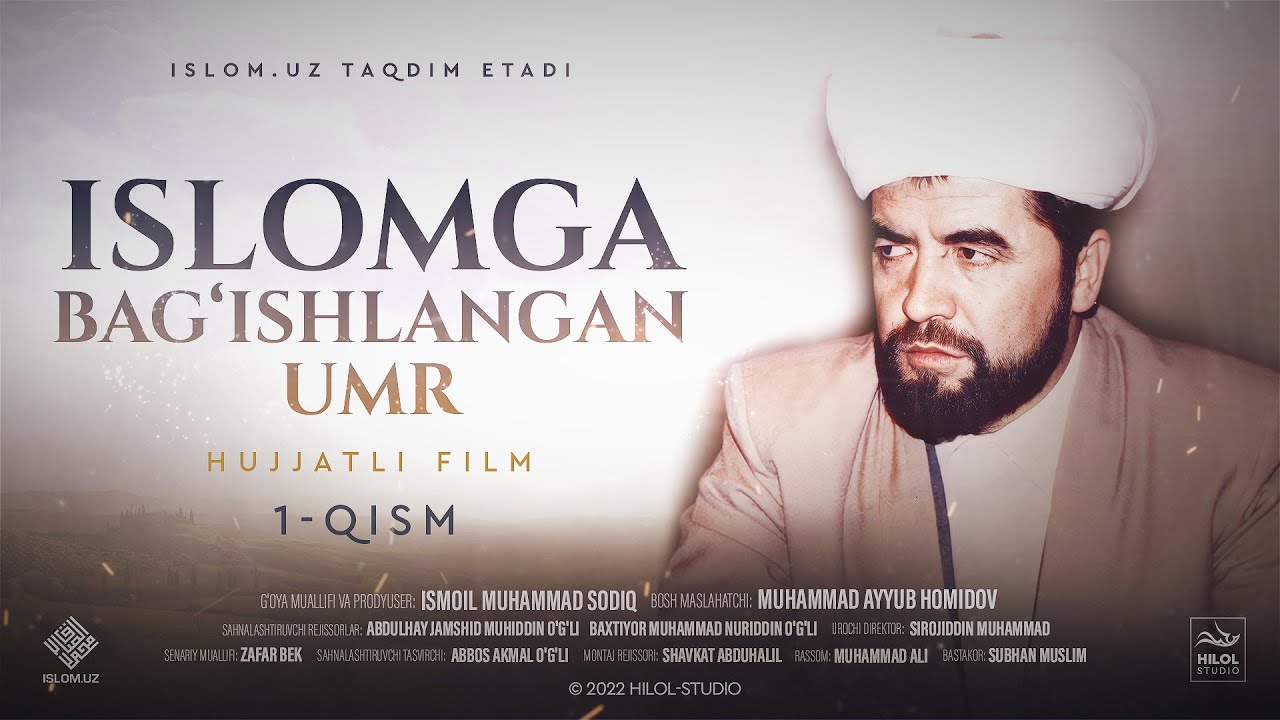 ISLOM.UZ TAQDIM ETADI
ISLOMGA
BAG‘ISHLANGAN
UMR
HUJJATLI FILM
1-QISM
G'OYA MUALLIFI VA PRODYUSER: ISMOIL MUHAMMAD SODIQ BOSH MASLAHATCHI: MUHAMMAD AYYUB HOMIDOV
SAHNALASHTIRUVCHI REJISSORLAR: ABDULHAY JAMSHID MUHIDDIN O'G'LI BAXTIYOR MUHAMMAD NURIDDIN O'G'LI IJROCHI DIREKTOR: SIROJIDDIN MUHAMMAD
SENARIY MUALLIFI: ZAFAR BEK SAHNALASHTIRUVCHI TASVIRCHI: ABBOS AKMAL O'G'LI MONTAJ REJISSORI: SHAVKAT ABDUHALIL RASSOM: MUHAMMAD ALI BASTAKOR: SUBHAN MUSLIM
ISLOM.UZ
© 2022 HILOL-STUDIO
HILOL
STUDIO